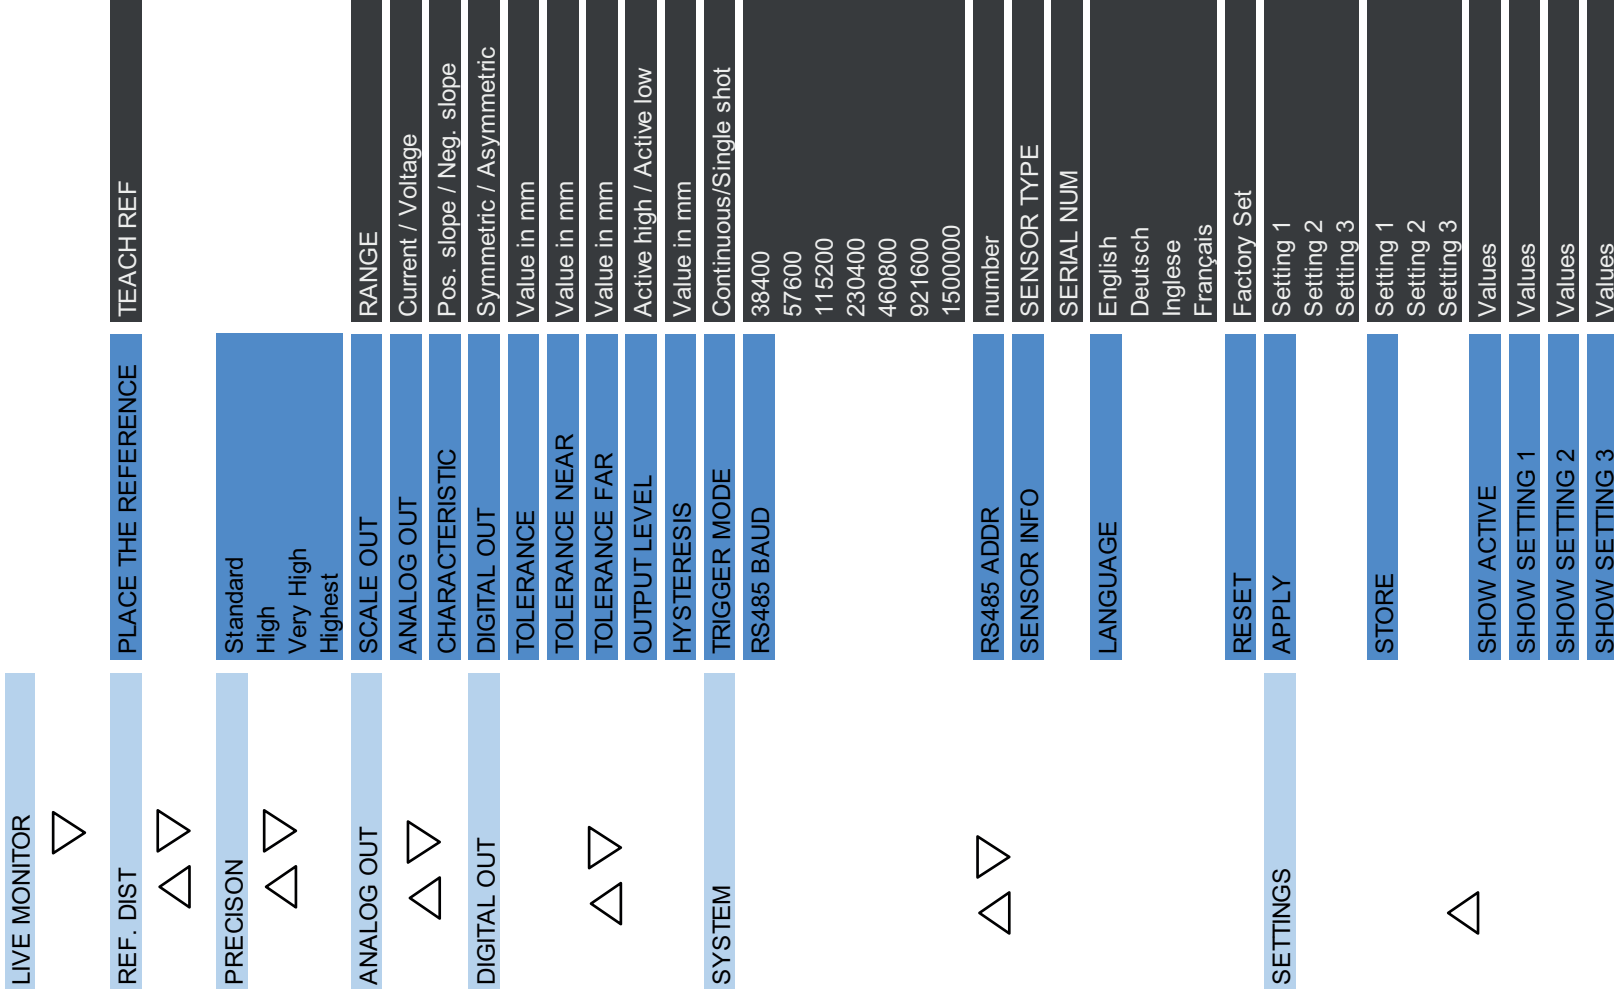 LIVE MONITOR
REF. DIST
PLACE THE REFERENCE
TEACH REF
PRECISON
Standard
High
Very High
Highest
ANALOG OUT
SCALE OUT
RANGE
ANALOG OUT
Current / Voltage
CHARACTERISTIC
Pos. slope / Neg. slope
DIGITAL OUT
DIGITAL OUT
Symmetric / Asymmetric
TOLERANCE
Value in mm
TOLERANCE NEAR
Value in mm
TOLERANCE FAR
Value in mm
OUTPUT LEVEL
Active high / Active low
HYSTERESIS
Value in mm
SYSTEM
TRIGGER MODE
Continuous/Single shot
RS485 BAUD
38400
57600
115200
230400
460800
921600
1500000
RS485 ADDR
number
SENSOR INFO
SENSOR TYPE
SERIAL NUM
LANGUAGE
English
Deutsch
Inglese
Français
RESET
Factory Set
SETTINGS
APPLY
Setting 1
Setting 2
Setting 3
STORE
Setting 1
Setting 2
Setting 3
SHOW ACTIVE
Values
SHOW SETTING 1
Values
SHOW SETTING 2
Values
SHOW SETTING 3
Values